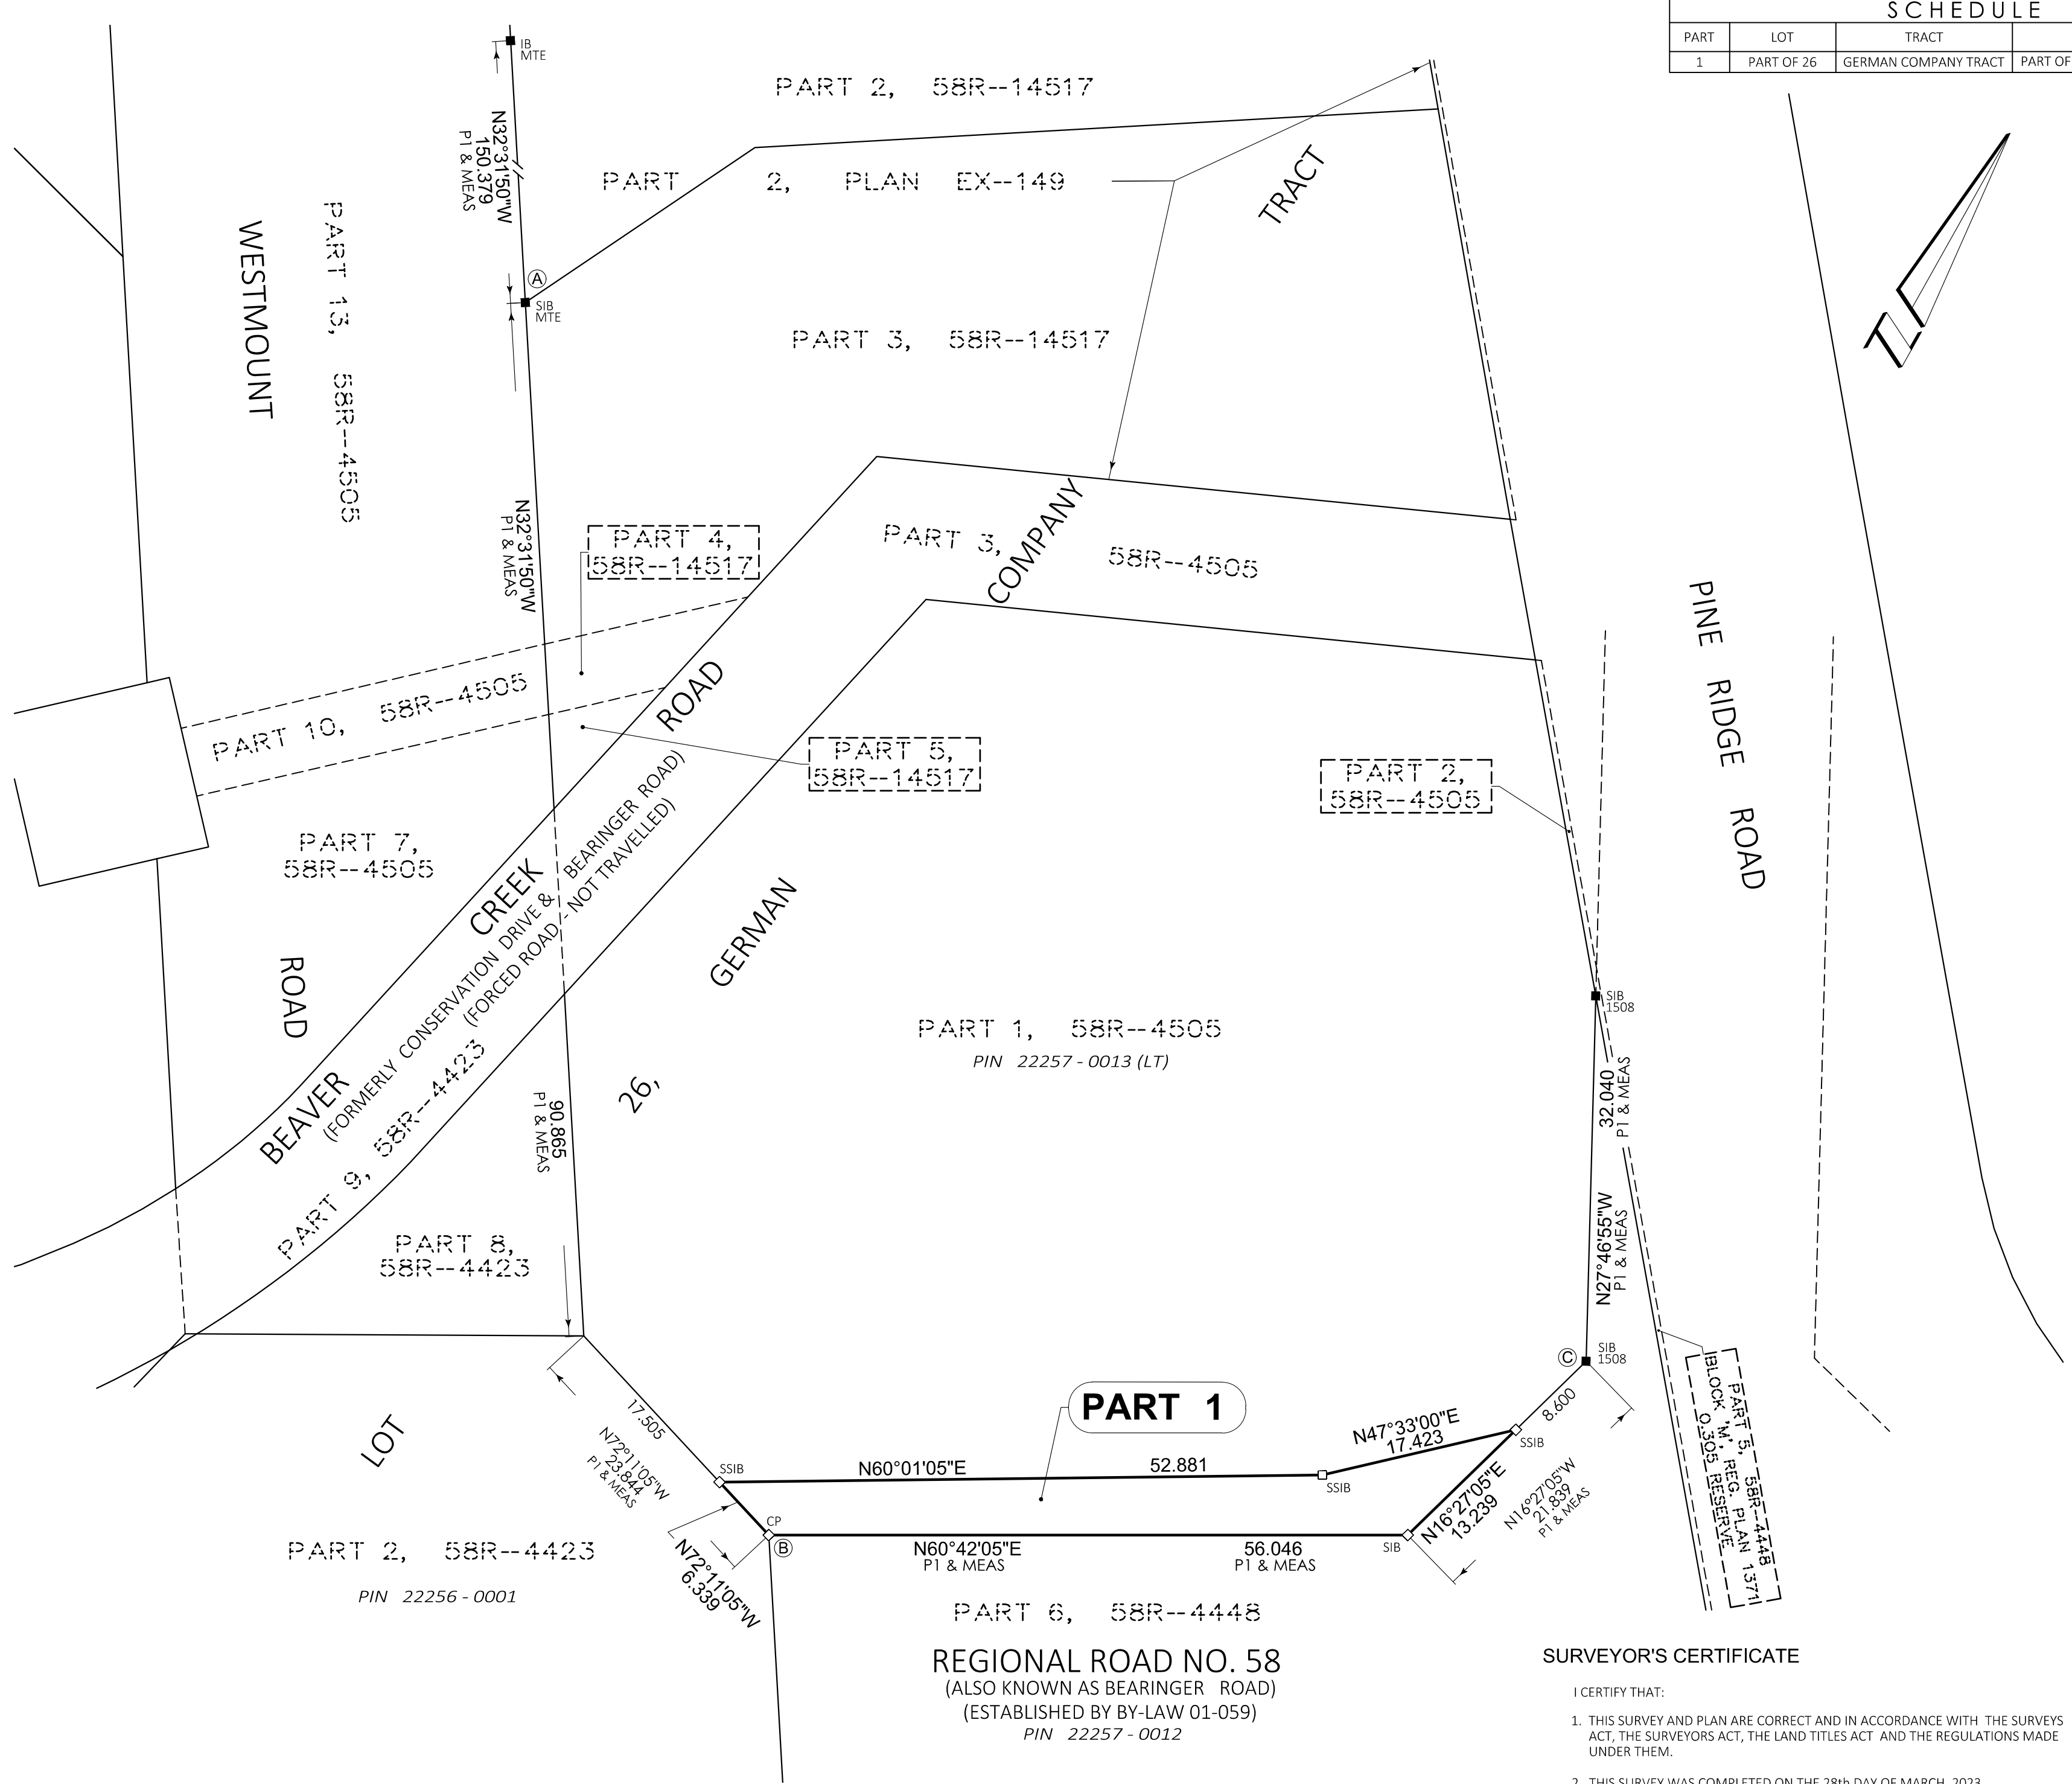 SCHEDULE
PART LOT TRACT
1 PART OF 26 GERMAN COMPANY TRACT PART OF
IB
MTE
PART 2, 58R--14517
N32°31'50"W
150.379
P1 & MEAS
PART 2, PLAN EX--149
TRACT
WESTMOUNT
PART 13, 58R--4505
A
SIB
MTE
PART 3, 58R--14517
N32°31'50"W
P1 & MEAS
PART 4,
58R--14517
PART 3, 58R--4505
COMPANY
PINE RIDGE ROAD
PART 10, 58R--4505
ROAD
PART 5,
58R--14517
PART 2,
58R--4505
PART 7,
58R--4505
CREEK
BEAVER
(FORMERLY CONSERVATION DRIVE & BEARINGER ROAD)
(FORCED ROAD - NOT TRAVELLED)
GERMAN
ROAD
PART 9, 58R--4423
PART 1, 58R--4505
PIN 22257 - 0013 (LT)
SIB
1508
26,
90.865
P1 & MEAS
32.040
P1 & MEAS
N27°46'55"W
P1 & MEAS
PART 8,
58R--4423
SIB
1508
C
PART 5, 58R-4448
BLOCK 'M', REG. PLAN 1371
0.305 RESERVE
PART 1
LOT
17.505
N72°11'05"W
23.844
P1 & MEAS
SSIB
N60°01'05"E 52.881
N47°33'00"E
17.423
SSIB
SSIB
8.600
N16°27'05"E
13.239
N16°27'05"W
21.839
P1 & MEAS
CP
B
N72°11'05"W
6.339
N60°42'05"E
P1 & MEAS
56.046
P1 & MEAS
SIB
PART 2, 58R--4423
PIN 22256 - 0001
PART 6, 58R--4448
REGIONAL ROAD NO. 58
(ALSO KNOWN AS BEARINGER ROAD)
(ESTABLISHED BY BY-LAW 01-059)
PIN 22257 - 0012
SURVEYOR'S CERTIFICATE
I CERTIFY THAT:
1. THIS SURVEY AND PLAN ARE CORRECT AND IN ACCORDANCE WITH THE SURVEYS
ACT, THE SURVEYORS ACT, THE LAND TITLES ACT AND THE REGULATIONS MADE
UNDER THEM.
2. THIS SURVEY WAS COMPLETED ON THE 28th DAY OF MARCH, 2023